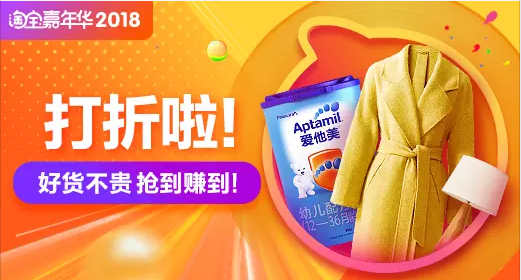 淘宝嘉年华2018
打折啦!
好货不贵 抢到赚到!
Aptamil
爱他美
幼儿配方
/12—36月龄